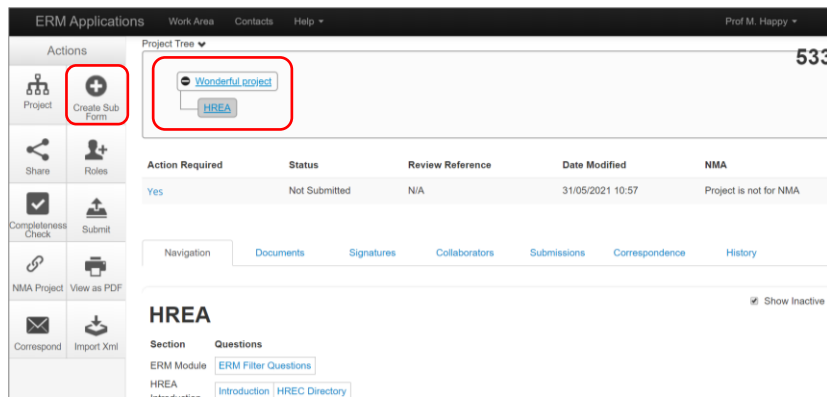 ERM Applications Work Area Contacts Help Prof M. Happy
Actions
Project Tree
533
Wonderful project
HREA
Project
Create Sub
Form
Share
Roles
Completeness
Check
Submit
NMA Project
View as PDF
Correspond
Import Xml
Action Required Status Review Reference Date Modified NMA
Yes Not Submitted N/A 31/05/2021 10:57 Project is not for NMA
Navigation Documents Signatures Collaborators Submissions Correspondence History
Show Inactive
HREA
Section Questions
ERM Module ERM Filter Questions
HREA
Introduction Introduction HREC Directory